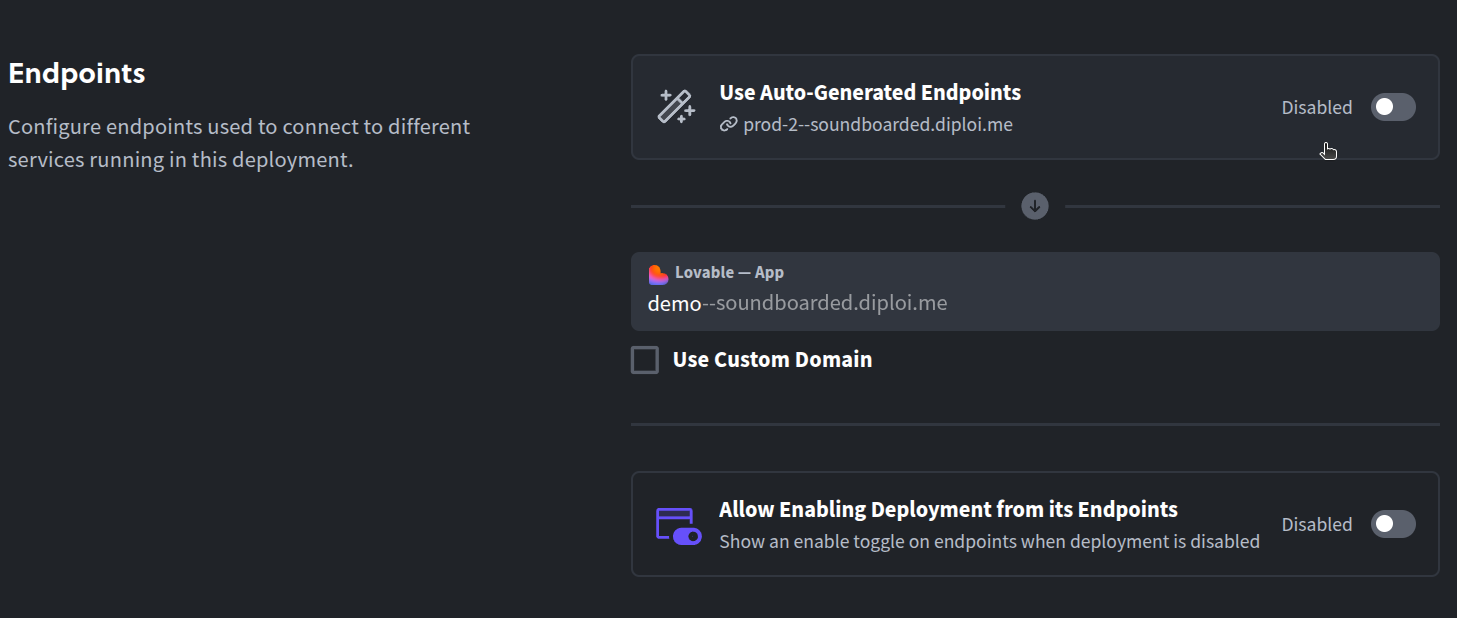 Endpoints
Configure endpoints used to connect to different
services running in this deployment.
Use Auto-Generated Endpoints
prod-2--soundboarded.diploi.me
Disabled
Lovable — App
demo--soundboarded.diploi.me
Use Custom Domain
Allow Enabling Deployment from its Endpoints
Show an enable toggle on endpoints when deployment is disabled
Disabled